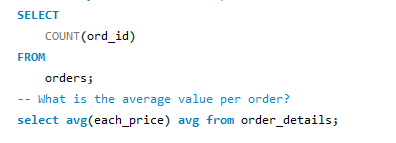 SELECT
COUNT(ord_id)
FROM
orders;
-- What is the average value per order?
select avg(each_price) avg from order_details;